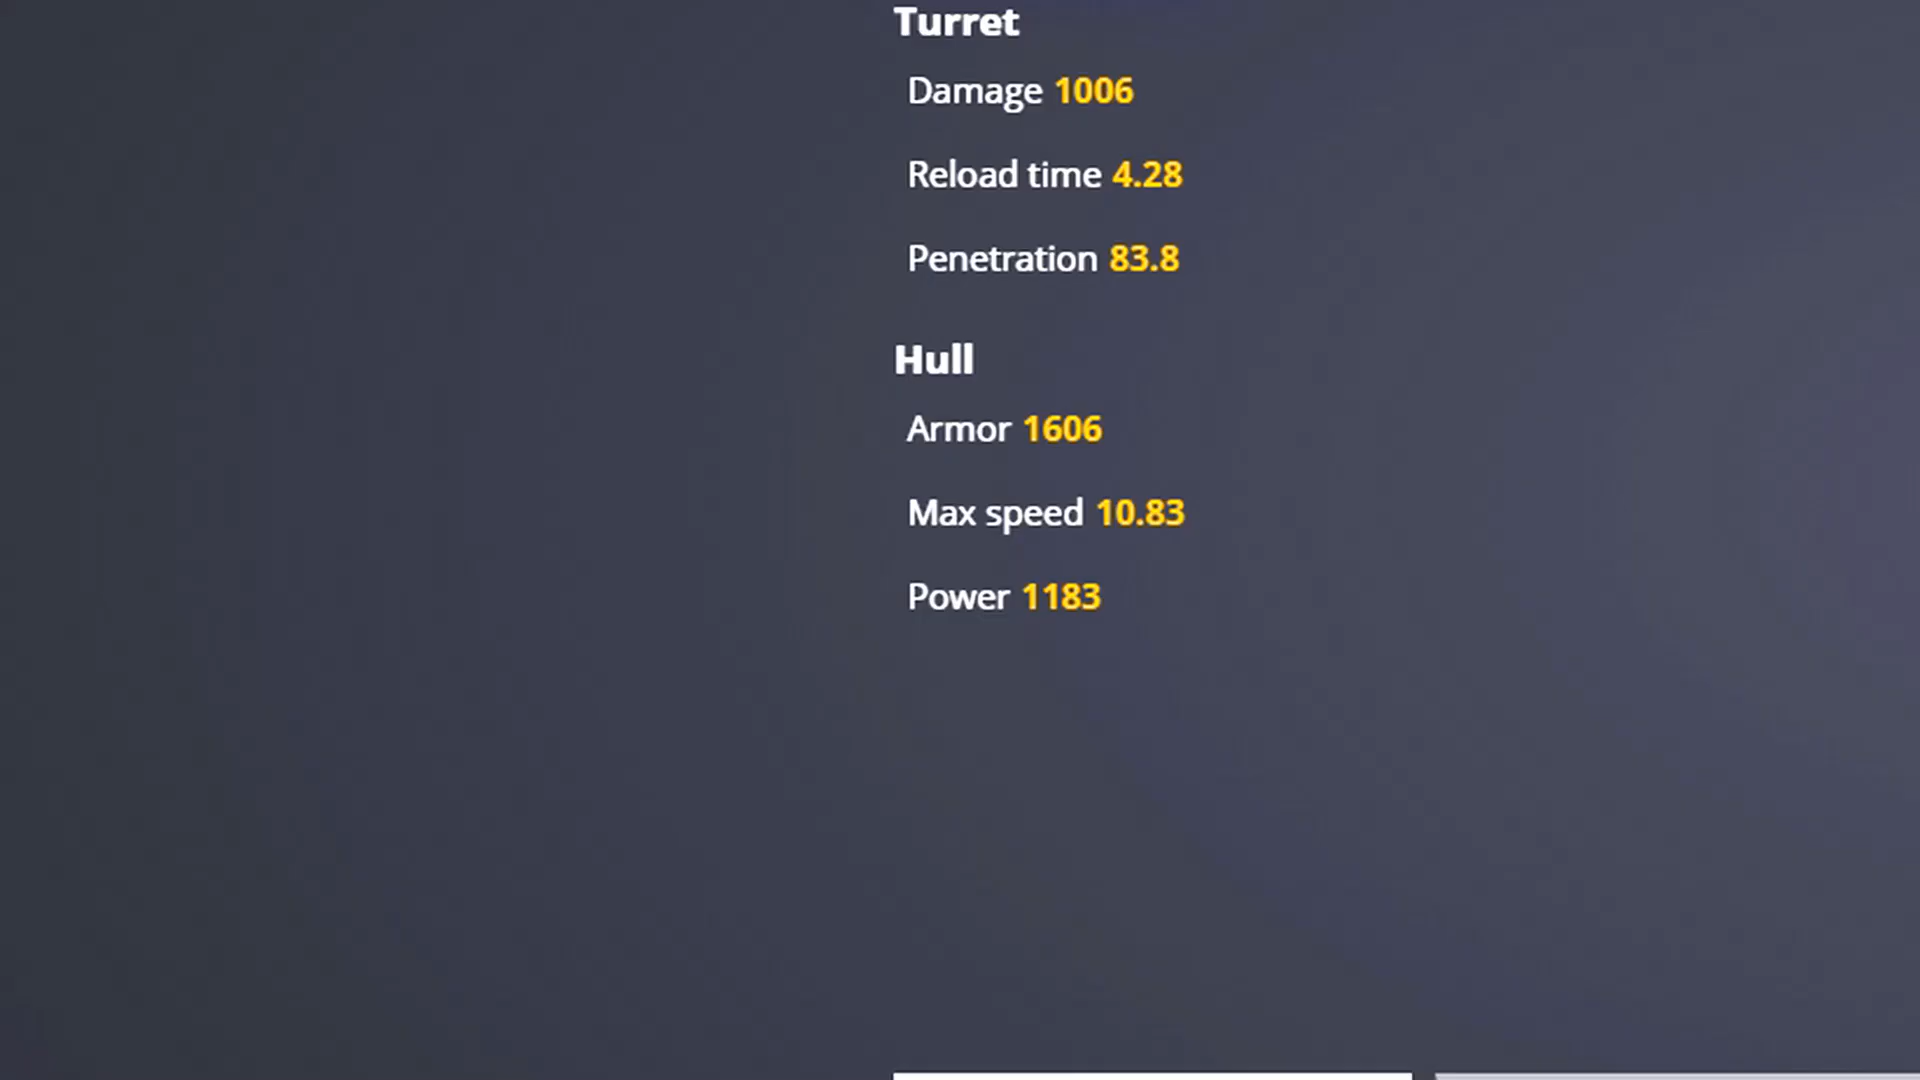 Turret
Damage 1006
Reload time 4.28
Penetration 83.8
Hull
Armor 1606
Max speed 10.83
Power 1183